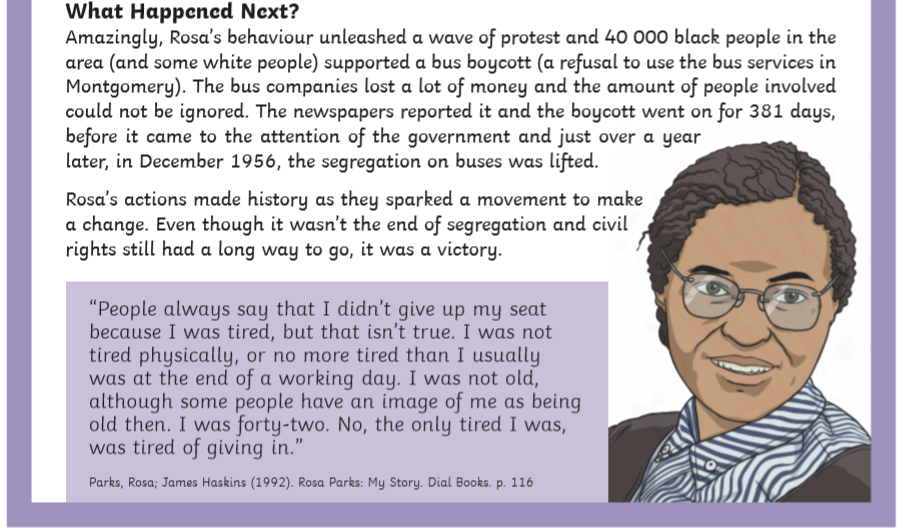 What Happened Next?
Amazingly, Rosa's behaviour unleashed a wave of protest and 40 000 black people in the
area (and some white people) supported a bus boycott (a refusal to use the bus services in
Montgomery). The bus companies lost a lot of money and the amount of people involved
could not be ignored. The newspapers reported it and the boycott went on for 381 days,
before it came to the attention of the government and just over a year
later, in December 1956, the segregation on buses was lifted.
Rosa's actions made history as they sparked a movement to make
a change. Even though it wasn't the end of segregation and civil
rights still had a long way to go, it was a victory.
“People always say that I didn't give up my seat
because I was tired, but that isn't true. I was not
tired physically, or no more tired than I usually
was at the end of a working day. I was not old,
although some people have an image of me as being
old then. I was forty-two. No, the only tired I was,
was tired of giving in.”
Parks, Rosa; James Haskins (1992). Rosa Parks: My Story. Dial Books. p. 116